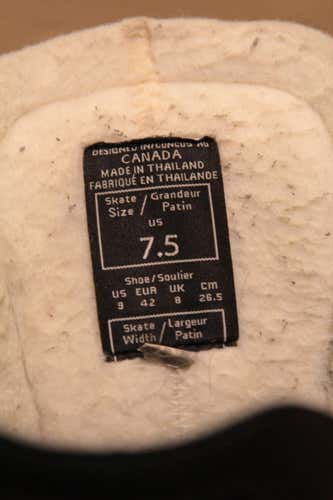 CANADA
MADE IN THAILAND
FABRIQUÉ EN THAILANDE
Skate / Grandeur
Size / Patin
US
7.5
Shoe/Soulier
US EUR UK CM
9 42 8 26.5
Skate / Largeur
Width / Patin